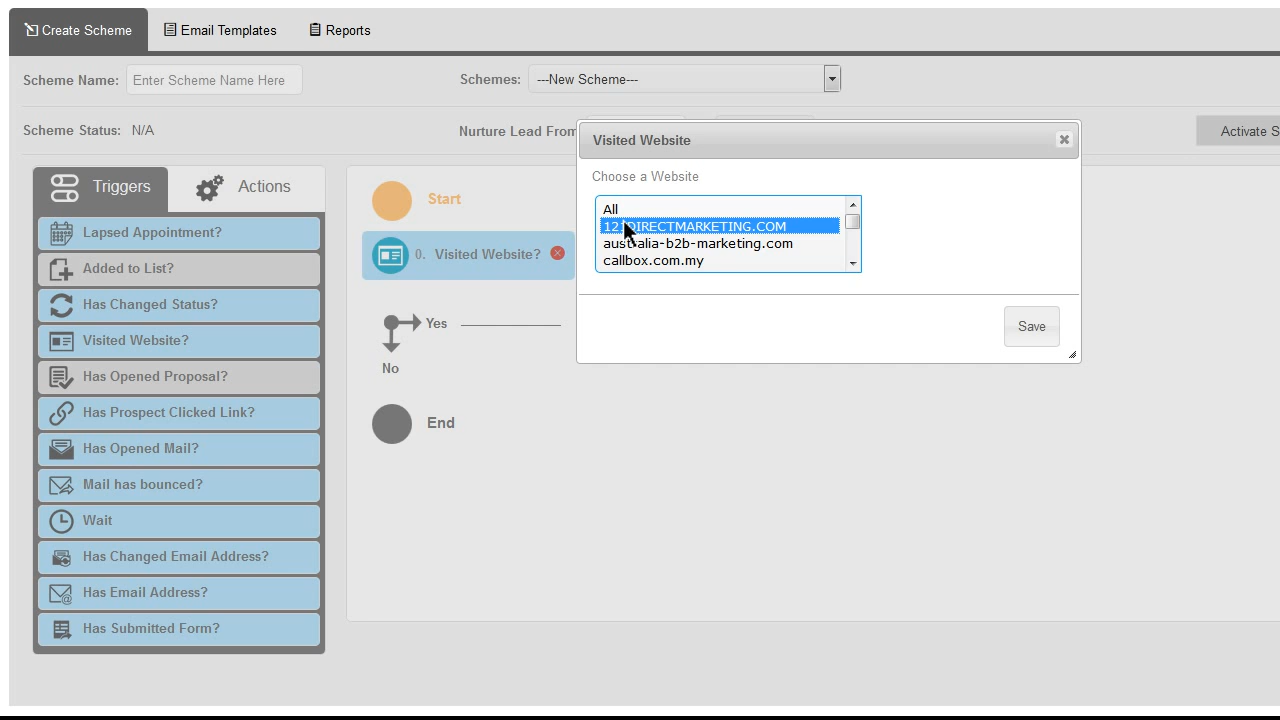 Create Scheme
Email Templates
Reports
Scheme Name:
Enter Scheme Name Here
Schemes:
---New Scheme---
Scheme Status: N/A
Nurture Lead From
Activate S
Visited Website
Choose a Website
All
DIRECTMARKETING.COM
australia-b2b-marketing.com
callbox.com.my
Save
Triggers
Actions
Lapsed Appointment?
Added to List?
Has Changed Status?
Visited Website?
Has Opened Proposal?
Has Prospect Clicked Link?
Has Opened Mail?
Mail has bounced?
Wait
Has Changed Email Address?
Has Email Address?
Has Submitted Form?
Start
0. Visited Website?
Yes
No
End